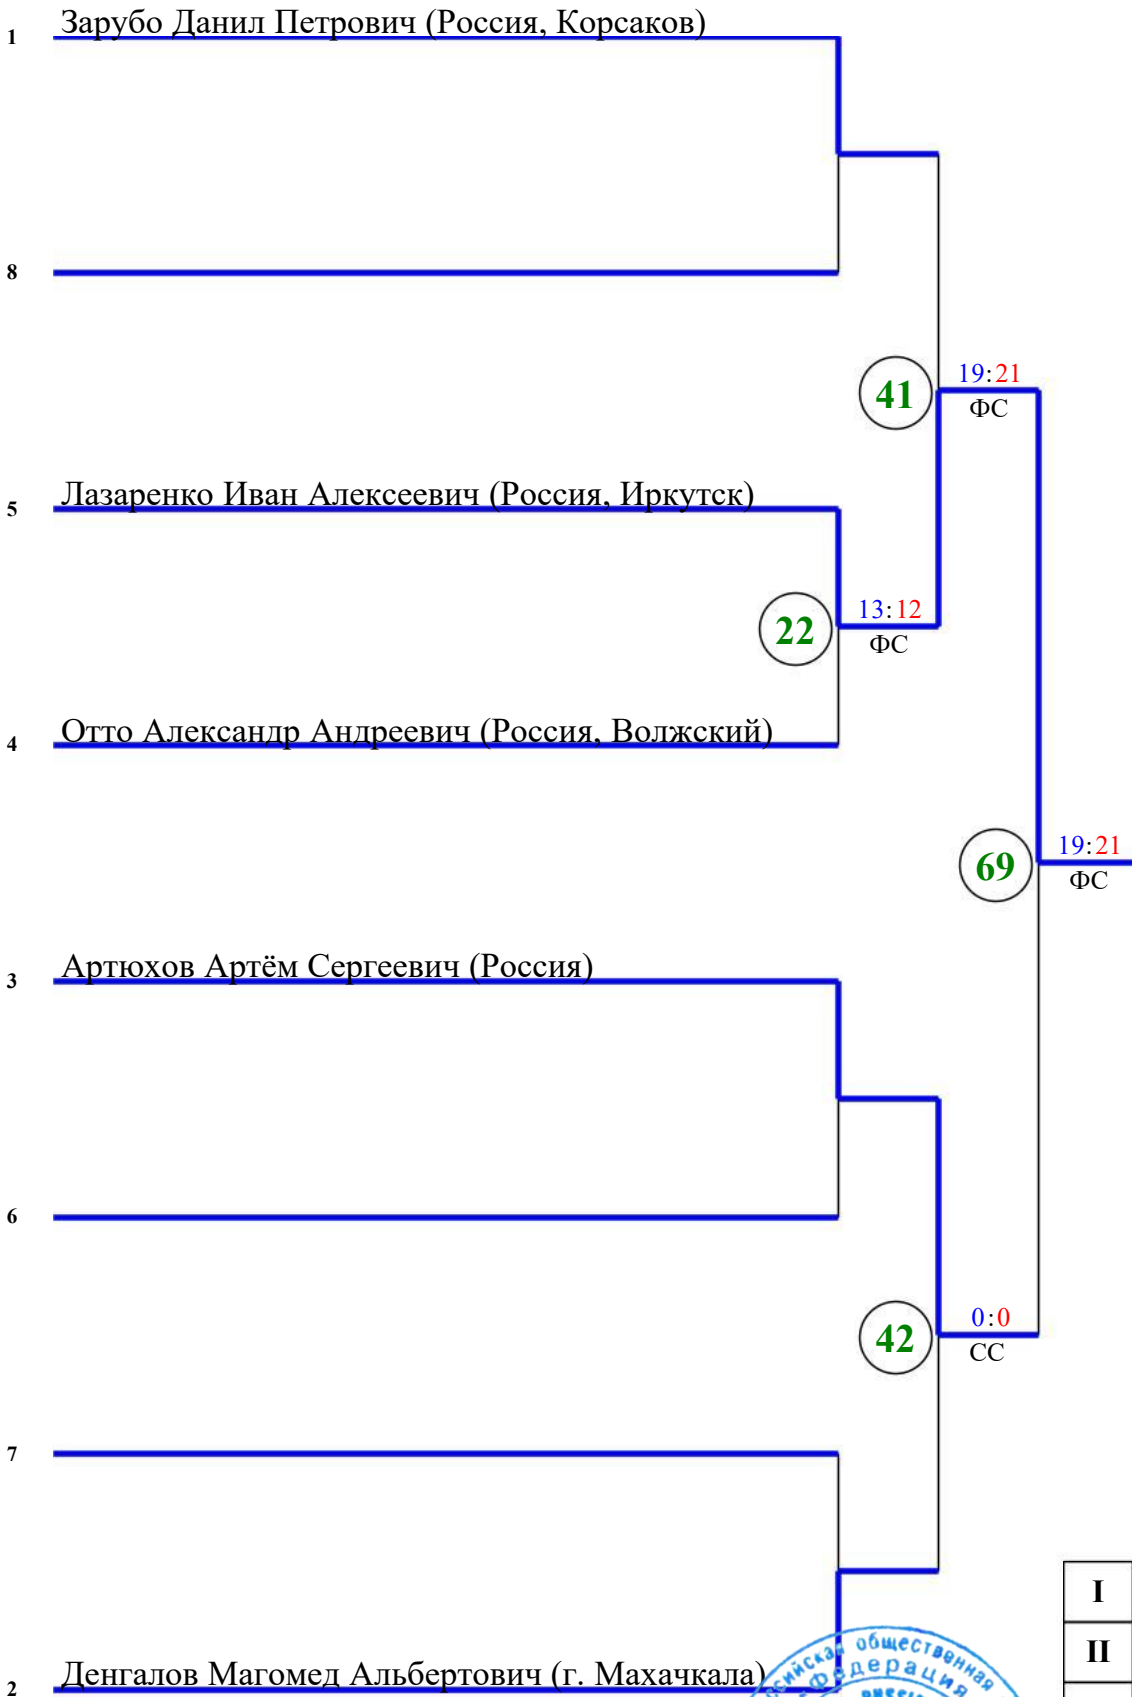 1 Зарубо Данил Петрович (Россия, Корсаков)
8
41 19:21
ФС
5 Лазаренко Иван Алексеевич (Россия, Иркутск)
22 13:12
ФС
4 Отто Александр Андреевич (Россия, Волжский)
69 19:21
ФС
3 Артюхов Артём Сергеевич (Россия)
6
42 0:0
СС
7
I
II
общественная
2 Денгалов Магомед Альбертович (г. Махачкала)